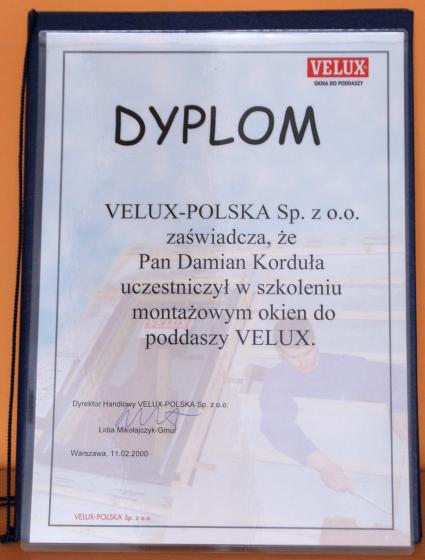 VELUX
OKNA DO PODDASZY
DYPLOM
VELUX-POLSKA Sp. z o.o.
zaświadcza, że
Pan Damian Korduła
uczestniczył w szkoleniu
montażowym okien do
poddaszy VELUX.
Dyrektor Handlowy VELUX-POLSKA Sp. z o.o.
Lidia Mikołajczyk-Gmur
Warszawa, 11.02.2000
VELUX-POLSKA Sp. z o.o.